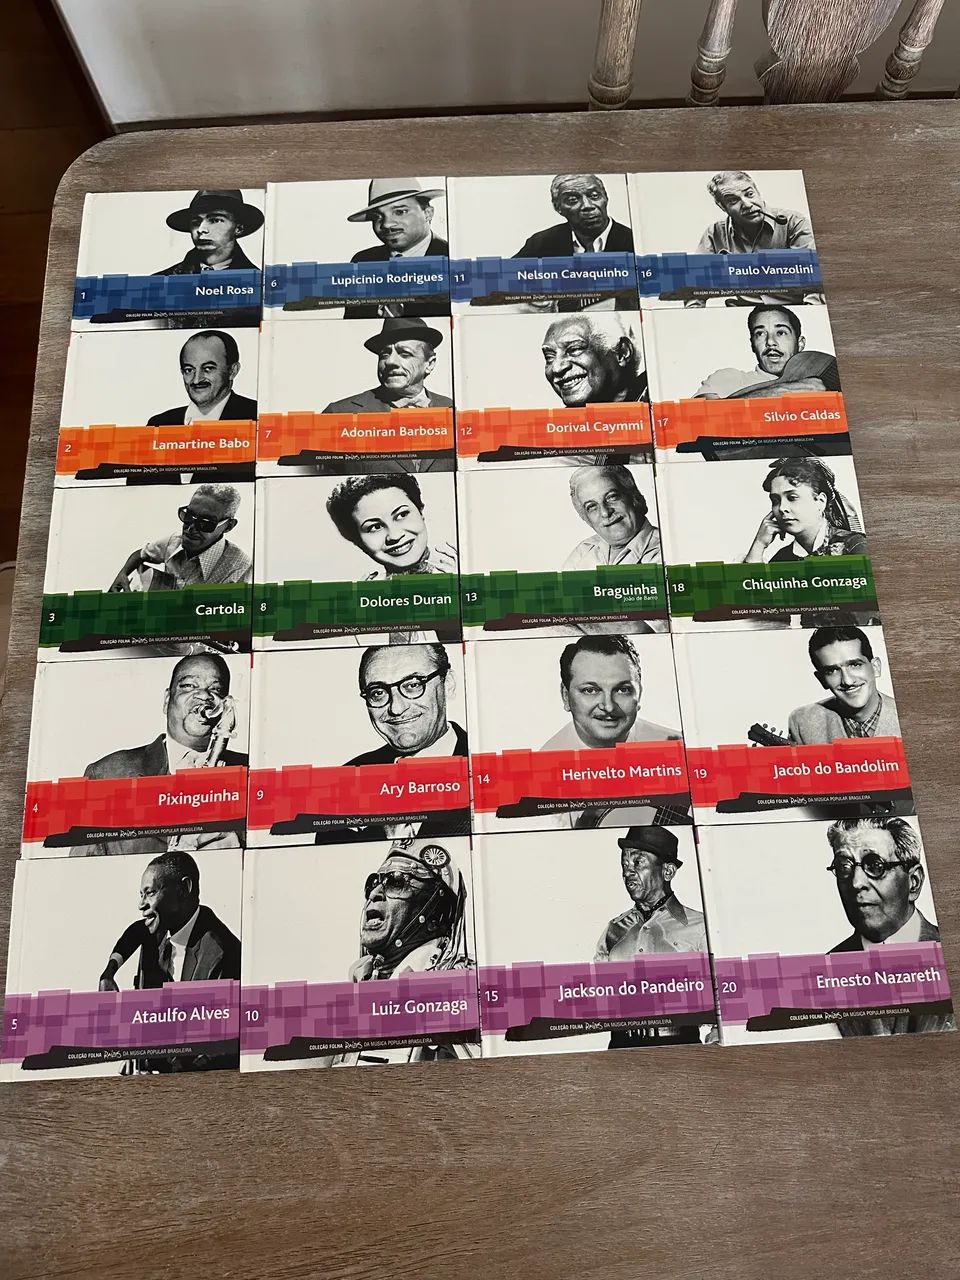 1
Noel Rosa
COLEÇÃO FOLHA Raízes DA MÚSICA POPULAR BRASILEIRA
6
Lupicínio Rodrigues
COLEÇÃO FOLHA Raízes DA MÚSICA POPULAR BRASILEIRA
11
Nelson Cavaquinho
COLEÇÃO FOLHA Raízes DA MÚSICA POPULAR BRASILEIRA
16
Paulo Vanzolini
COLEÇÃO FOLHA Raízes DA MÚSICA POPULAR BRASILEIRA
2
Lamartine Babo
COLEÇÃO FOLHA Raízes DA MÚSICA POPULAR BRASILEIRA
7
Adoniran Barbosa
COLEÇÃO FOLHA Raízes DA MÚSICA POPULAR BRASILEIRA
12
Dorival Caymmi
COLEÇÃO FOLHA Raízes DA MÚSICA POPULAR BRASILEIRA
17
Silvio Caldas
COLEÇÃO FOLHA Raízes DA MÚSICA POPULAR BRASILEIRA
3
Cartola
COLEÇÃO FOLHA Raízes DA MÚSICA POPULAR BRASILEIRA
8
Dolores Duran
COLEÇÃO FOLHA Raízes DA MÚSICA POPULAR BRASILEIRA
13
Braguinha
João de Barro
COLEÇÃO FOLHA Raízes DA MÚSICA POPULAR BRASILEIRA
18
Chiquinha Gonzaga
COLEÇÃO FOLHA Raízes DA MÚSICA POPULAR BRASILEIRA
4
Pixinguinha
COLEÇÃO FOLHA Raízes DA MÚSICA POPULAR BRASILEIRA
9
Ary Barroso
COLEÇÃO FOLHA Raízes DA MÚSICA POPULAR BRASILEIRA
14
Herivelto Martins
COLEÇÃO FOLHA Raízes DA MÚSICA POPULAR BRASILEIRA
19
Jacob do Bandolim
COLEÇÃO FOLHA Raízes DA MÚSICA POPULAR BRASILEIRA
5
Ataulfo Alves
COLEÇÃO FOLHA Raízes DA MÚSICA POPULAR BRASILEIRA
10
Luiz Gonzaga
COLEÇÃO FOLHA Raízes DA MÚSICA POPULAR BRASILEIRA
15
Jackson do Pandeiro
COLEÇÃO FOLHA Raízes DA MÚSICA POPULAR BRASILEIRA
20
Ernesto Nazareth
COLEÇÃO FOLHA Raízes DA MÚSICA POPULAR BRASILEIRA